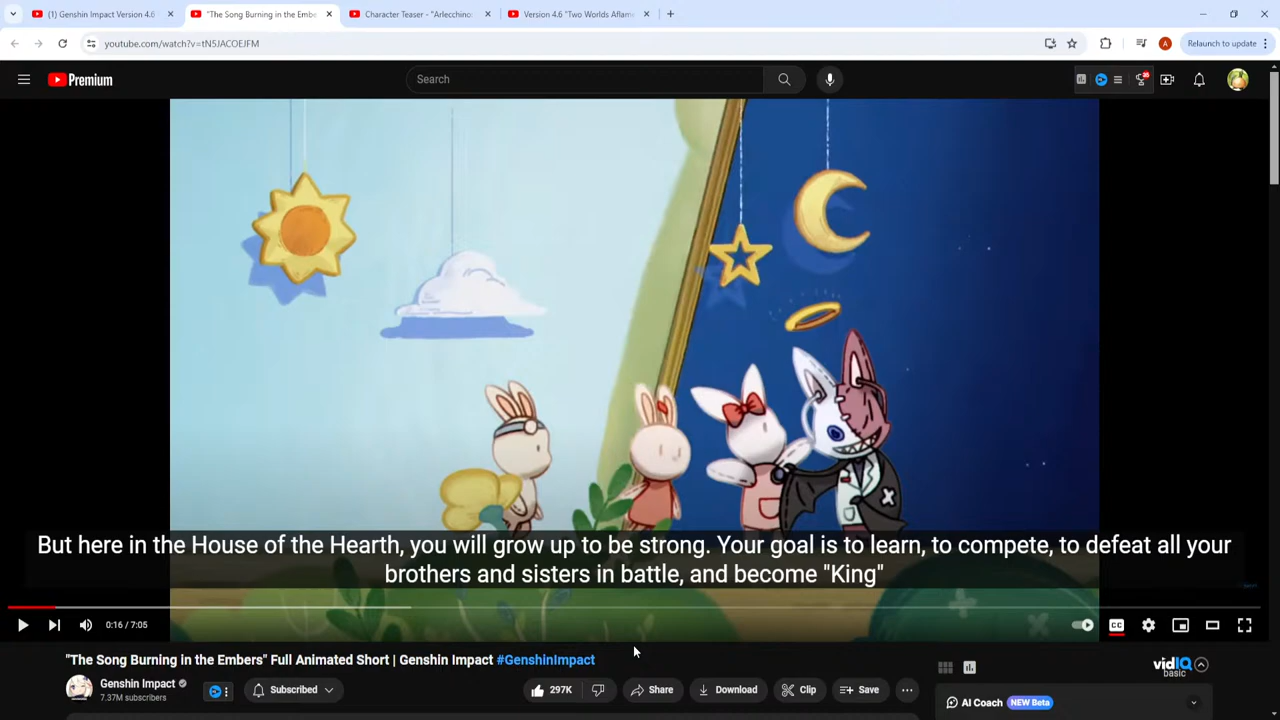 (1) Genshin Impact Version 4.6
"The Song Burning in the Embe
Character Teaser - "Arlecchino:
Version 4.6 "Two Worlds Aflame
youtube.com/watch?v=tN5JACOEJFM
Relaunch to update
Premium
Search
But here in the House of the Hearth, you will grow up to be strong. Your goal is to learn, to compete, to defeat all your
brothers and sisters in battle, and become "King"
0:16 / 7:05
CC
"The Song Burning in the Embers" Full Animated Short | Genshin Impact #GenshinImpact
Genshin Impact
7.37M subscribers
Subscribed
297K
Share
Download
Clip
Save
vidIQ
basic
AI Coach
NEW Beta